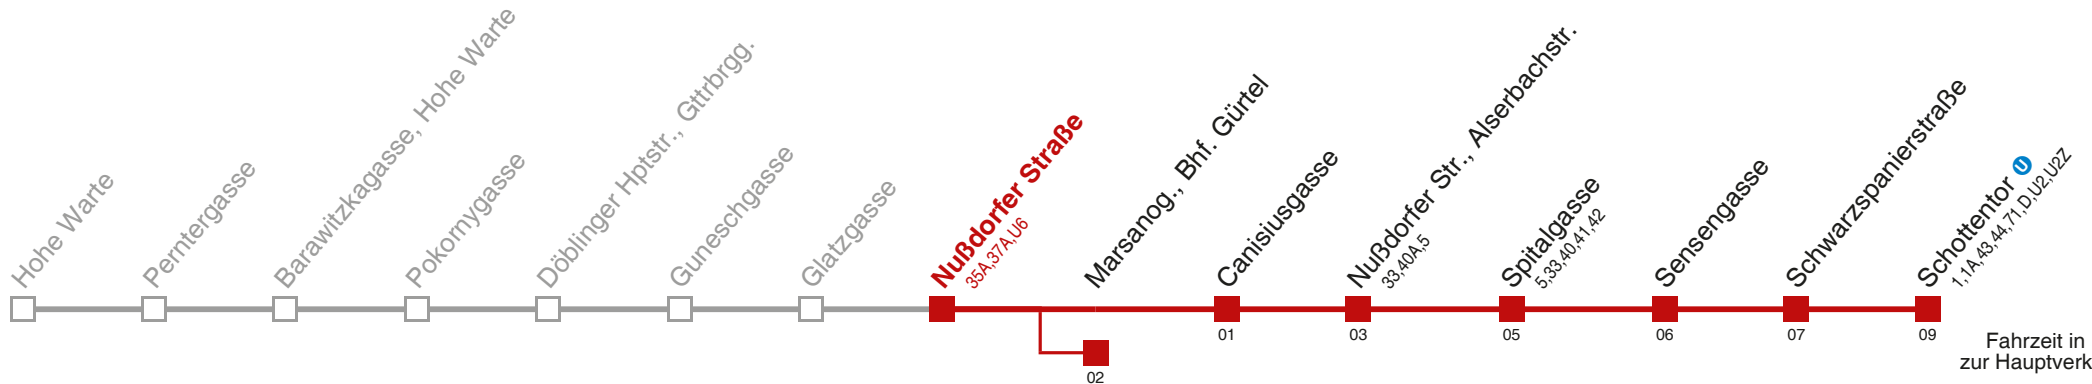 Hohe Warte
Perntergasse
Barawitzkagasse, Hohe Warte
Pokornygasse
Döblinger Hptstr., Gttrbrgg.
Guneschgasse
Glatzgasse
Nußdorfer Straße
35A,37A,U6
Marsanog., Bhf. Gürtel
02
Canisiusgasse
01
Nußdorfer Str., Alserbachstr.
33,40A,5
03
Spitalgasse
5,33,40,41,42
05
Sensengasse
06
Schwarzspanierstraße
07
Schottentor U
1,1A,43,44,71,D,U2,U2Z
09
Fahrzeit in
zur Hauptverk